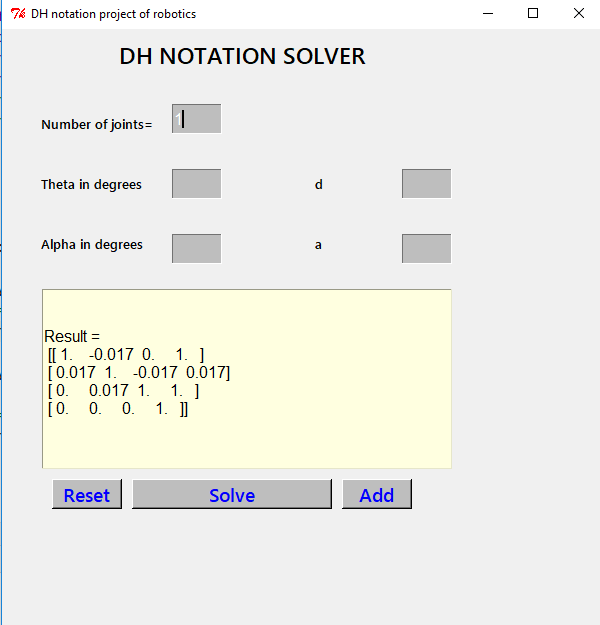 DH notation project of robotics
DH NOTATION SOLVER
Number of joints= 1
Theta in degrees d
Alpha in degrees a
Result =
[[ 1. -0.017 0. 1. ]
[ 0.017 1. -0.017 0.017]
[ 0. 0.017 1. 1. ]
[ 0. 0. 0. 1. ]]
Reset Solve Add